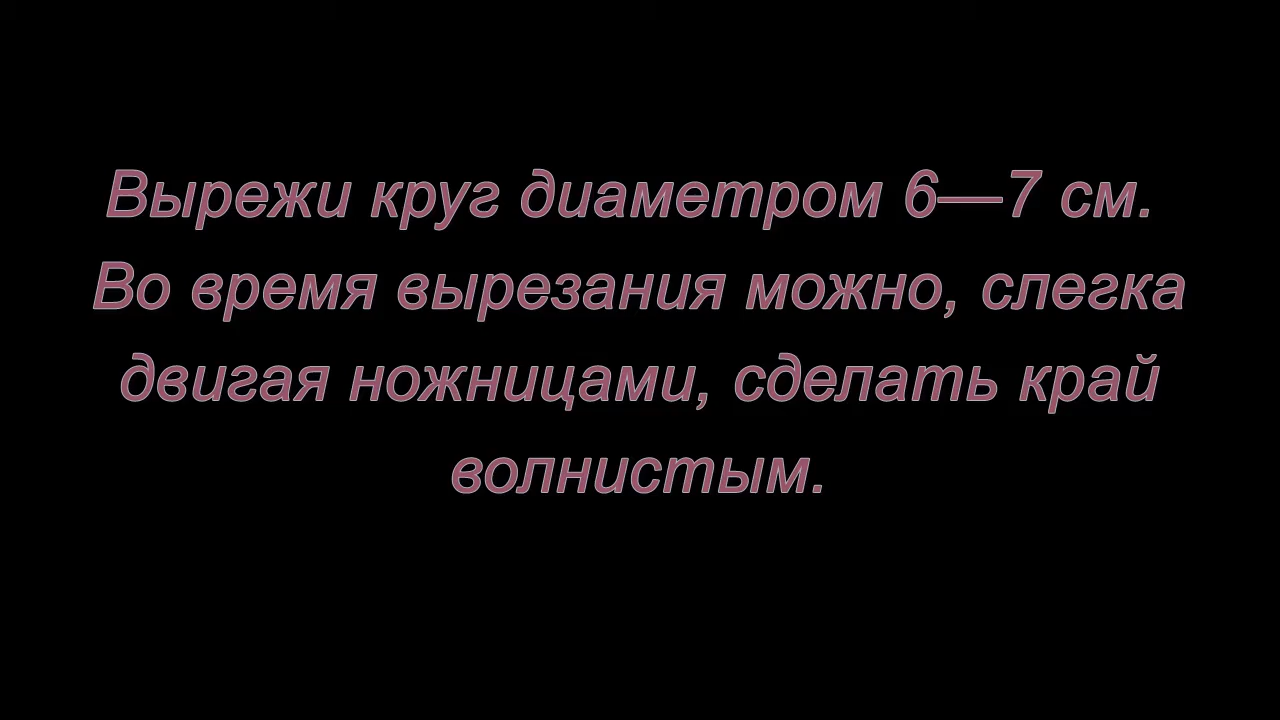 Вырежи круг диаметром 6—7 см.
Во время вырезания можно, слегка
двигая ножницами, сделать край
волнистым.